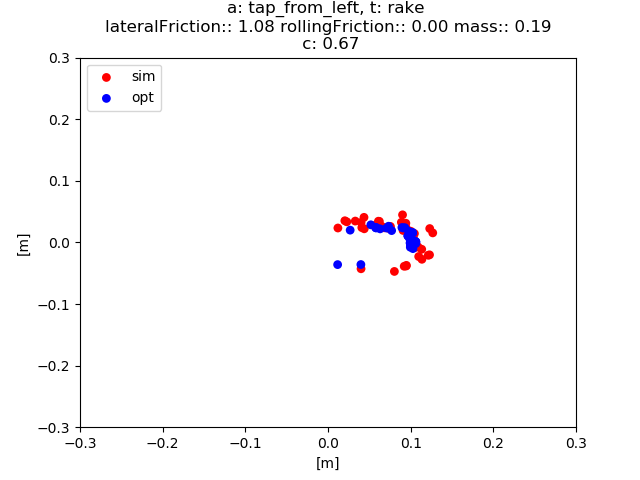 a: tap_from_left, t: rake
lateralFriction:: 1.08 rollingFriction:: 0.00 mass:: 0.19
c: 0.67
sim
opt
0.3
0.2
0.1
0.0
−0.1
−0.2
−0.3
[m]
−0.3 −0.2 −0.1 0.0 0.1 0.2 0.3
[m]